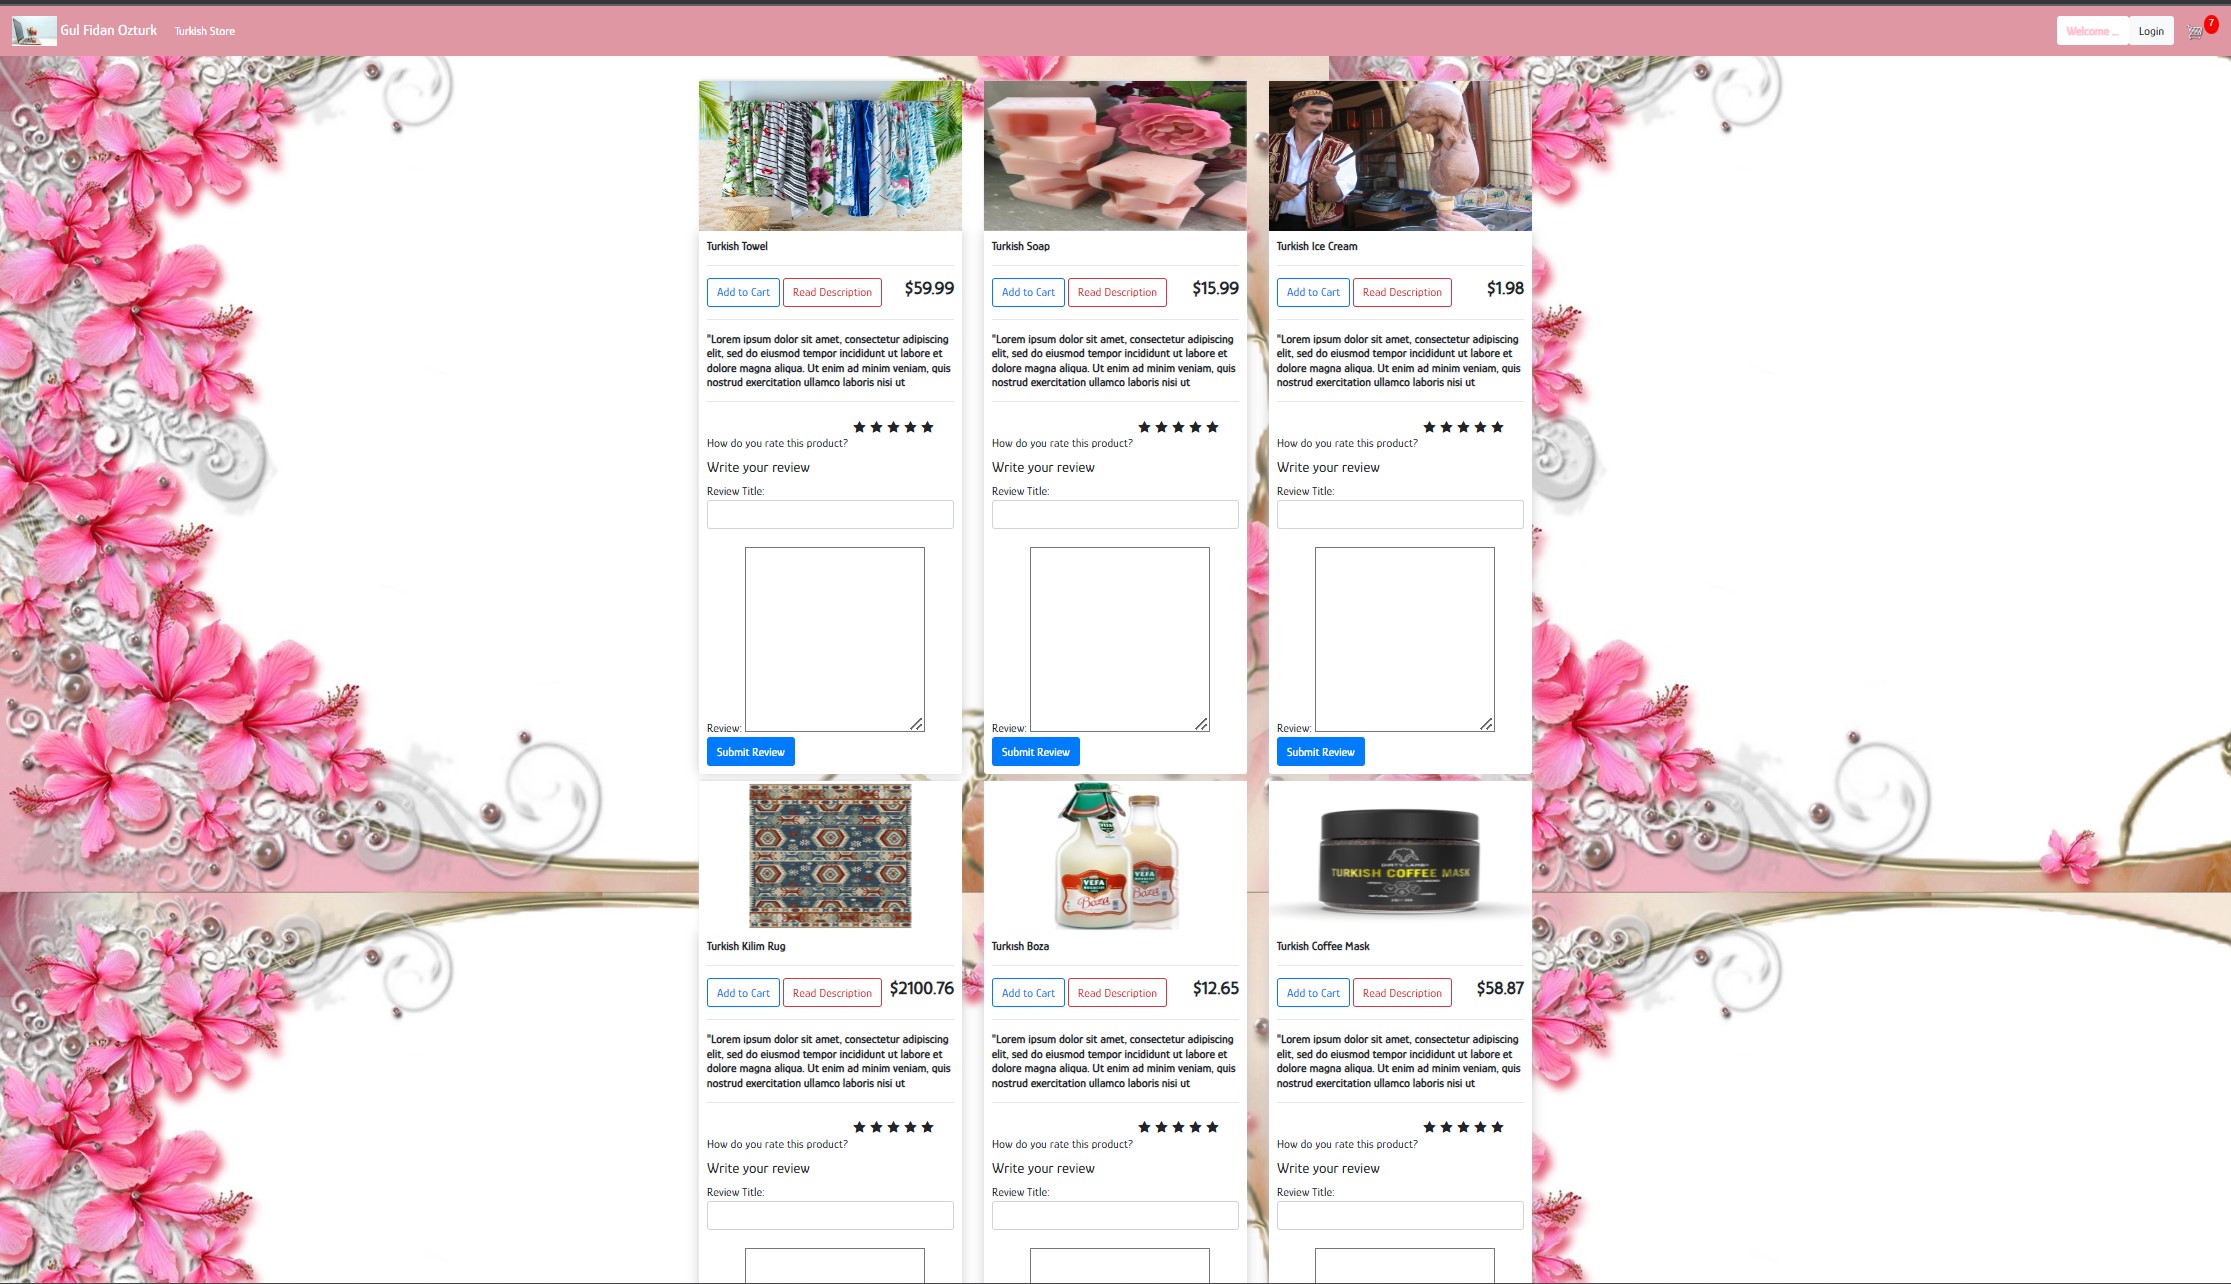 Gul Fidan Ozturk Turkish Store Welcome ... Login 7
Turkish Towel
Add to Cart Read Description $59.99
"Lorem ipsum dolor sit amet, consectetur adipiscing
elit, sed do eiusmod tempor incididunt ut labore et
dolore magna aliqua. Ut enim ad minim veniam, quis
nostrud exercitation ullamco laboris nisi ut
How do you rate this product?
Write your review
Review Title:
Review:
Submit Review
Turkish Soap
Add to Cart Read Description $15.99
"Lorem ipsum dolor sit amet, consectetur adipiscing
elit, sed do eiusmod tempor incididunt ut labore et
dolore magna aliqua. Ut enim ad minim veniam, quis
nostrud exercitation ullamco laboris nisi ut
How do you rate this product?
Write your review
Review Title:
Review:
Submit Review
Turkish Ice Cream
Add to Cart Read Description $1.98
"Lorem ipsum dolor sit amet, consectetur adipiscing
elit, sed do eiusmod tempor incididunt ut labore et
dolore magna aliqua. Ut enim ad minim veniam, quis
nostrud exercitation ullamco laboris nisi ut
How do you rate this product?
Write your review
Review Title:
Review:
Submit Review
Turkish Kilim Rug
Add to Cart Read Description $2100.76
"Lorem ipsum dolor sit amet, consectetur adipiscing
elit, sed do eiusmod tempor incididunt ut labore et
dolore magna aliqua. Ut enim ad minim veniam, quis
nostrud exercitation ullamco laboris nisi ut
How do you rate this product?
Write your review
Review Title:
VEFA
Boza
VEFA
Boza
Turkish Boza
Add to Cart Read Description $12.65
"Lorem ipsum dolor sit amet, consectetur adipiscing
elit, sed do eiusmod tempor incididunt ut labore et
dolore magna aliqua. Ut enim ad minim veniam, quis
nostrud exercitation ullamco laboris nisi ut
How do you rate this product?
Write your review
Review Title:
DIRTY LAMB
TURKISH COFFEE MASK
Turkish Coffee Mask
Add to Cart Read Description $58.87
"Lorem ipsum dolor sit amet, consectetur adipiscing
elit, sed do eiusmod tempor incididunt ut labore et
dolore magna aliqua. Ut enim ad minim veniam, quis
nostrud exercitation ullamco laboris nisi ut
How do you rate this product?
Write your review
Review Title: